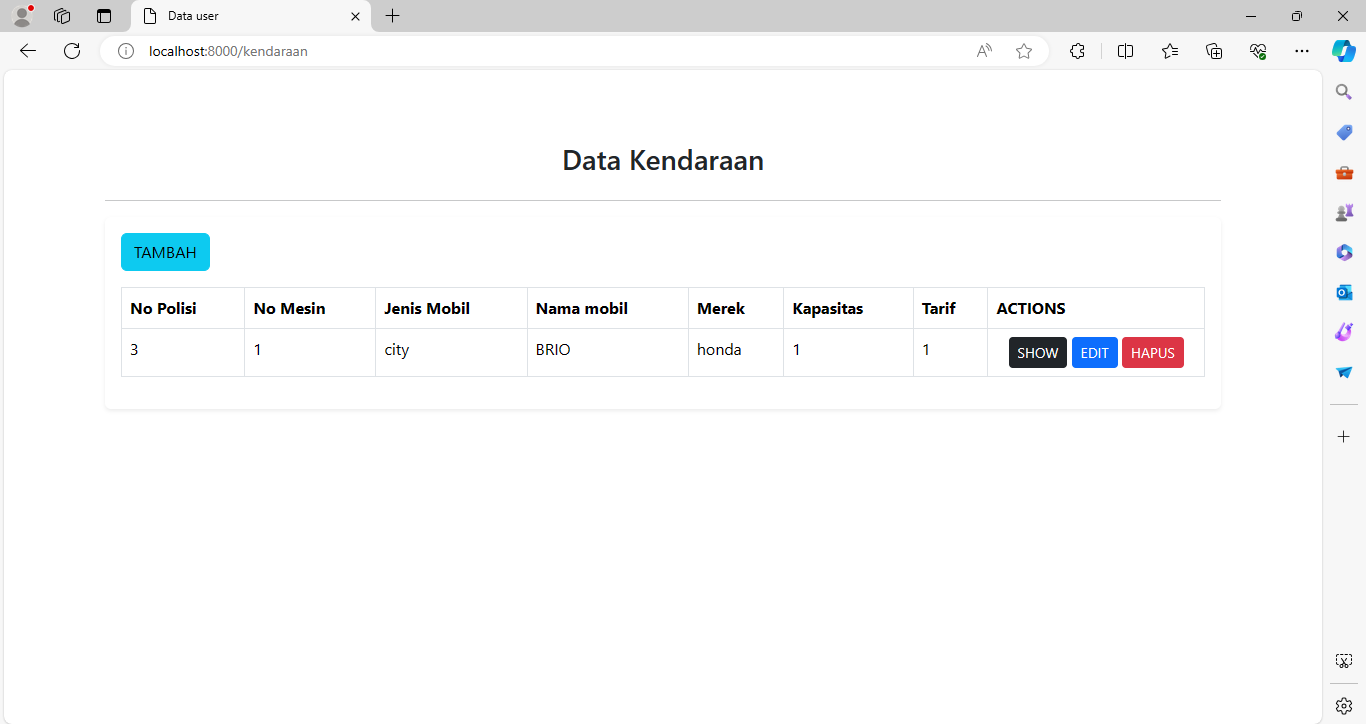 Data user
localhost:8000/kendaraan
Data Kendaraan
TAMBAH
No Polisi No Mesin Jenis Mobil Nama mobil Merek Kapasitas Tarif ACTIONS
3 1 city BRIO honda 1 1 SHOW EDIT HAPUS